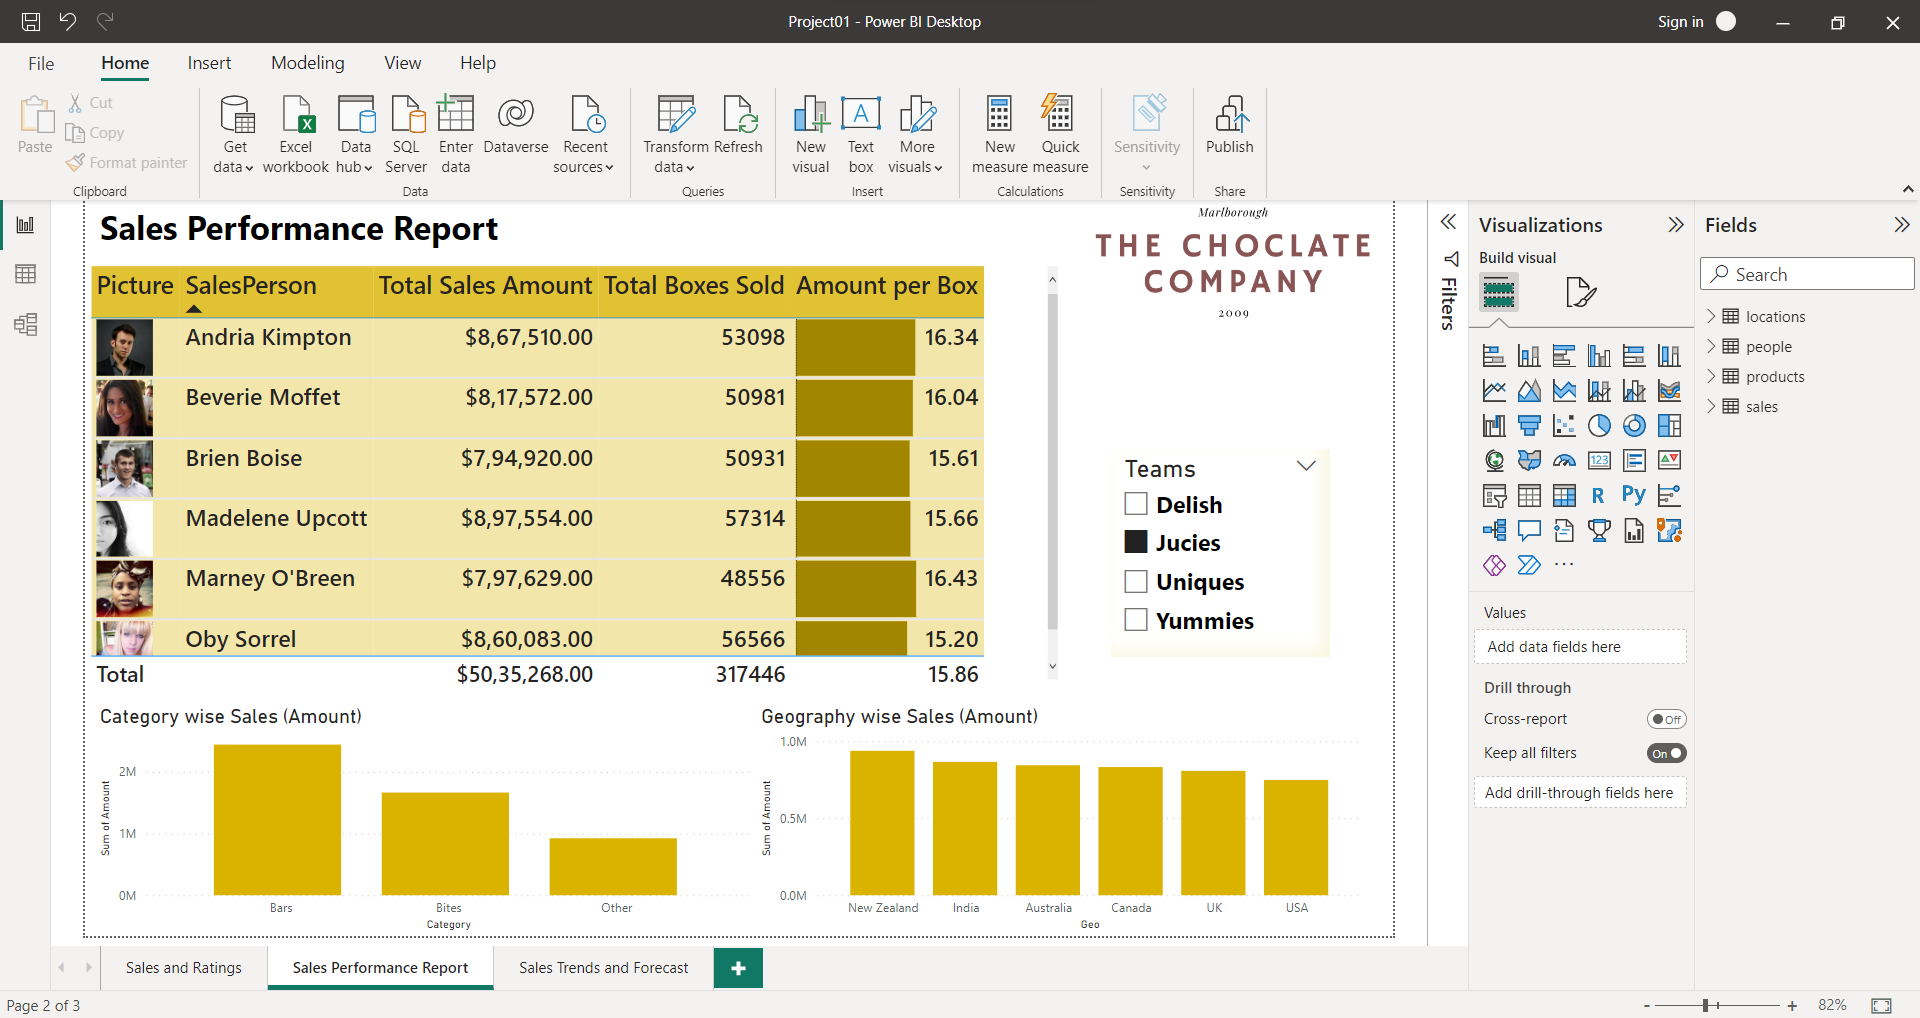 Project01 - Power BI Desktop
Sign in
File Home Insert Modeling View Help
Paste
Cut
Copy
Format painter
Clipboard
Get data
Excel workbook
Data hub
SQL Server
Enter data
Dataverse
Recent sources
Data
Transform data
Refresh
Queries
New visual
Text box
More visuals
Insert
New measure
Quick measure
Calculations
Sensitivity
Sensitivity
Publish
Share
Sales Performance Report
Marlborough
THE CHOCLATE
COMPANY
2009
Picture SalesPerson Total Sales Amount Total Boxes Sold Amount per Box
Andria Kimpton $8,67,510.00 53098 16.34
Beverie Moffet $8,17,572.00 50981 16.04
Brien Boise $7,94,920.00 50931 15.61
Madelene Upcott $8,97,554.00 57314 15.66
Marney O'Breen $7,97,629.00 48556 16.43
Oby Sorrel $8,60,083.00 56566 15.20
Total $50,35,268.00 317446 15.86
Teams
Delish
Jucies
Uniques
Yummies
Category wise Sales (Amount)
Sum of Amount
2M
1M
0M
Bars Bites Other
Category
Geography wise Sales (Amount)
Sum of Amount
1.0M
0.5M
0.0M
New Zealand India Australia Canada UK USA
Geo
Filters
Visualizations
Build visual
123
R
Py
Values
Add data fields here
Drill through
Cross-report Off
Keep all filters On
Add drill-through fields here
Fields
Search
locations
people
products
sales
Sales and Ratings
Sales Performance Report
Sales Trends and Forecast
Page 2 of 3
- + 82%